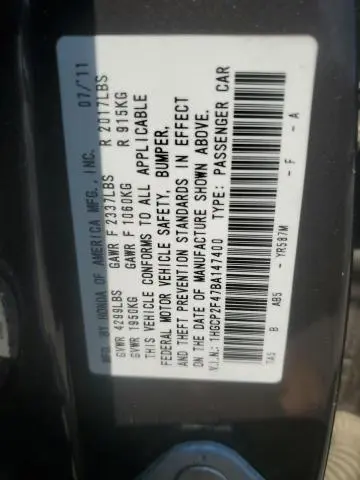 MFD. BY HONDA OF AMERICA MFG., INC. 07/11
GVWR 4299LBS GAWR F 2337LBS R 2017LBS
GVWR 1950KG GAWR F 1060KG R 915KG
THIS VEHICLE CONFORMS TO ALL APPLICABLE
FEDERAL MOTOR VEHICLE SAFETY, BUMPER,
AND THEFT PREVENTION STANDARDS IN EFFECT
ON THE DATE OF MANUFACTURE SHOWN ABOVE.
V.I.N.: 1HGCP2F47BA147400 TYPE: PASSENGER CAR
TAS B AB5 - YR587M - F - A